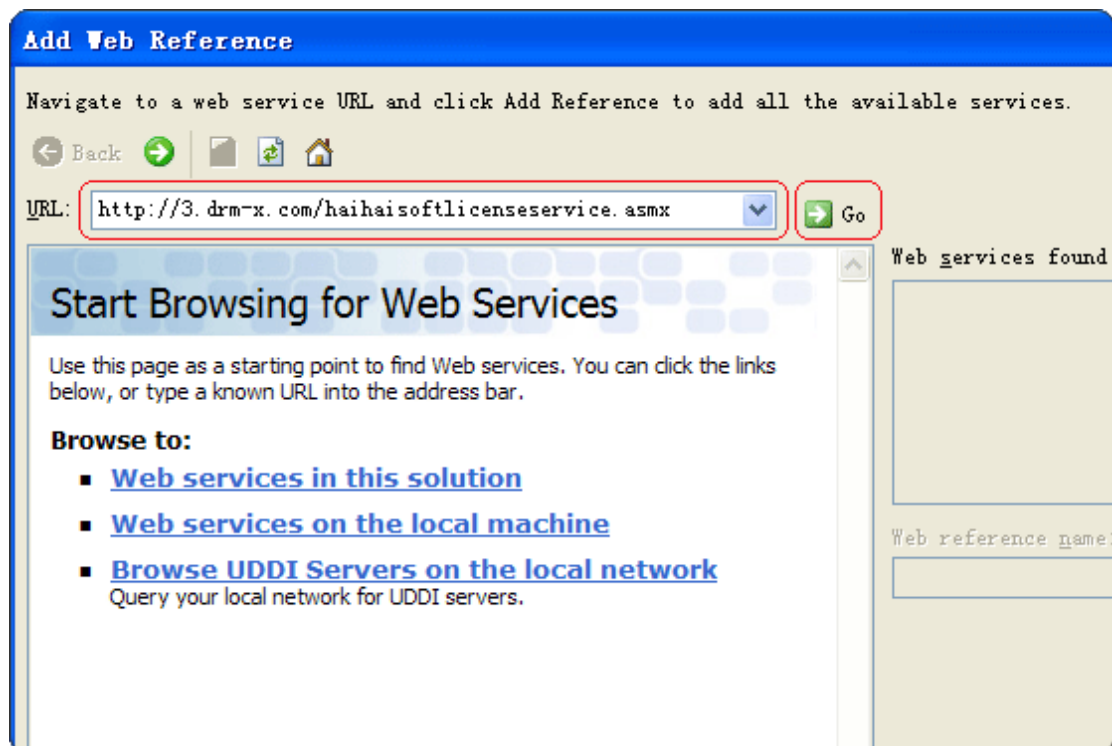 Add Web Reference
Navigate to a web service URL and click Add Reference to add all the available services.
Back
URL: http://3.drm-x.com/haihaisoftlicenseservice.asmx Go
Web services found
Start Browsing for Web Services
Use this page as a starting point to find Web services. You can click the links
below, or type a known URL into the address bar.
Browse to:
Web services in this solution
Web services on the local machine
Web reference name:
Browse UDDI Servers on the local network
Query your local network for UDDI servers.